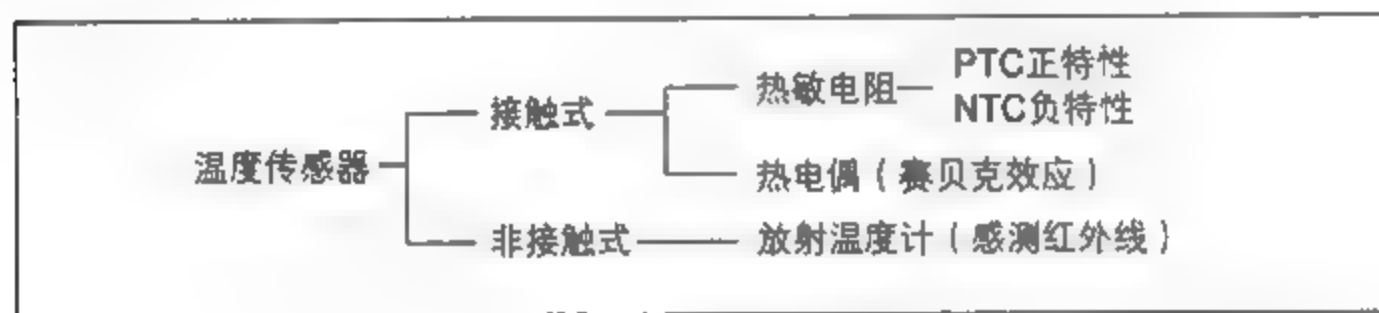 温度传感器
接触式
热敏电阻
PTC正特性
NTC负特性
热电偶（赛贝克效应）
非接触式
放射温度计（感测红外线）